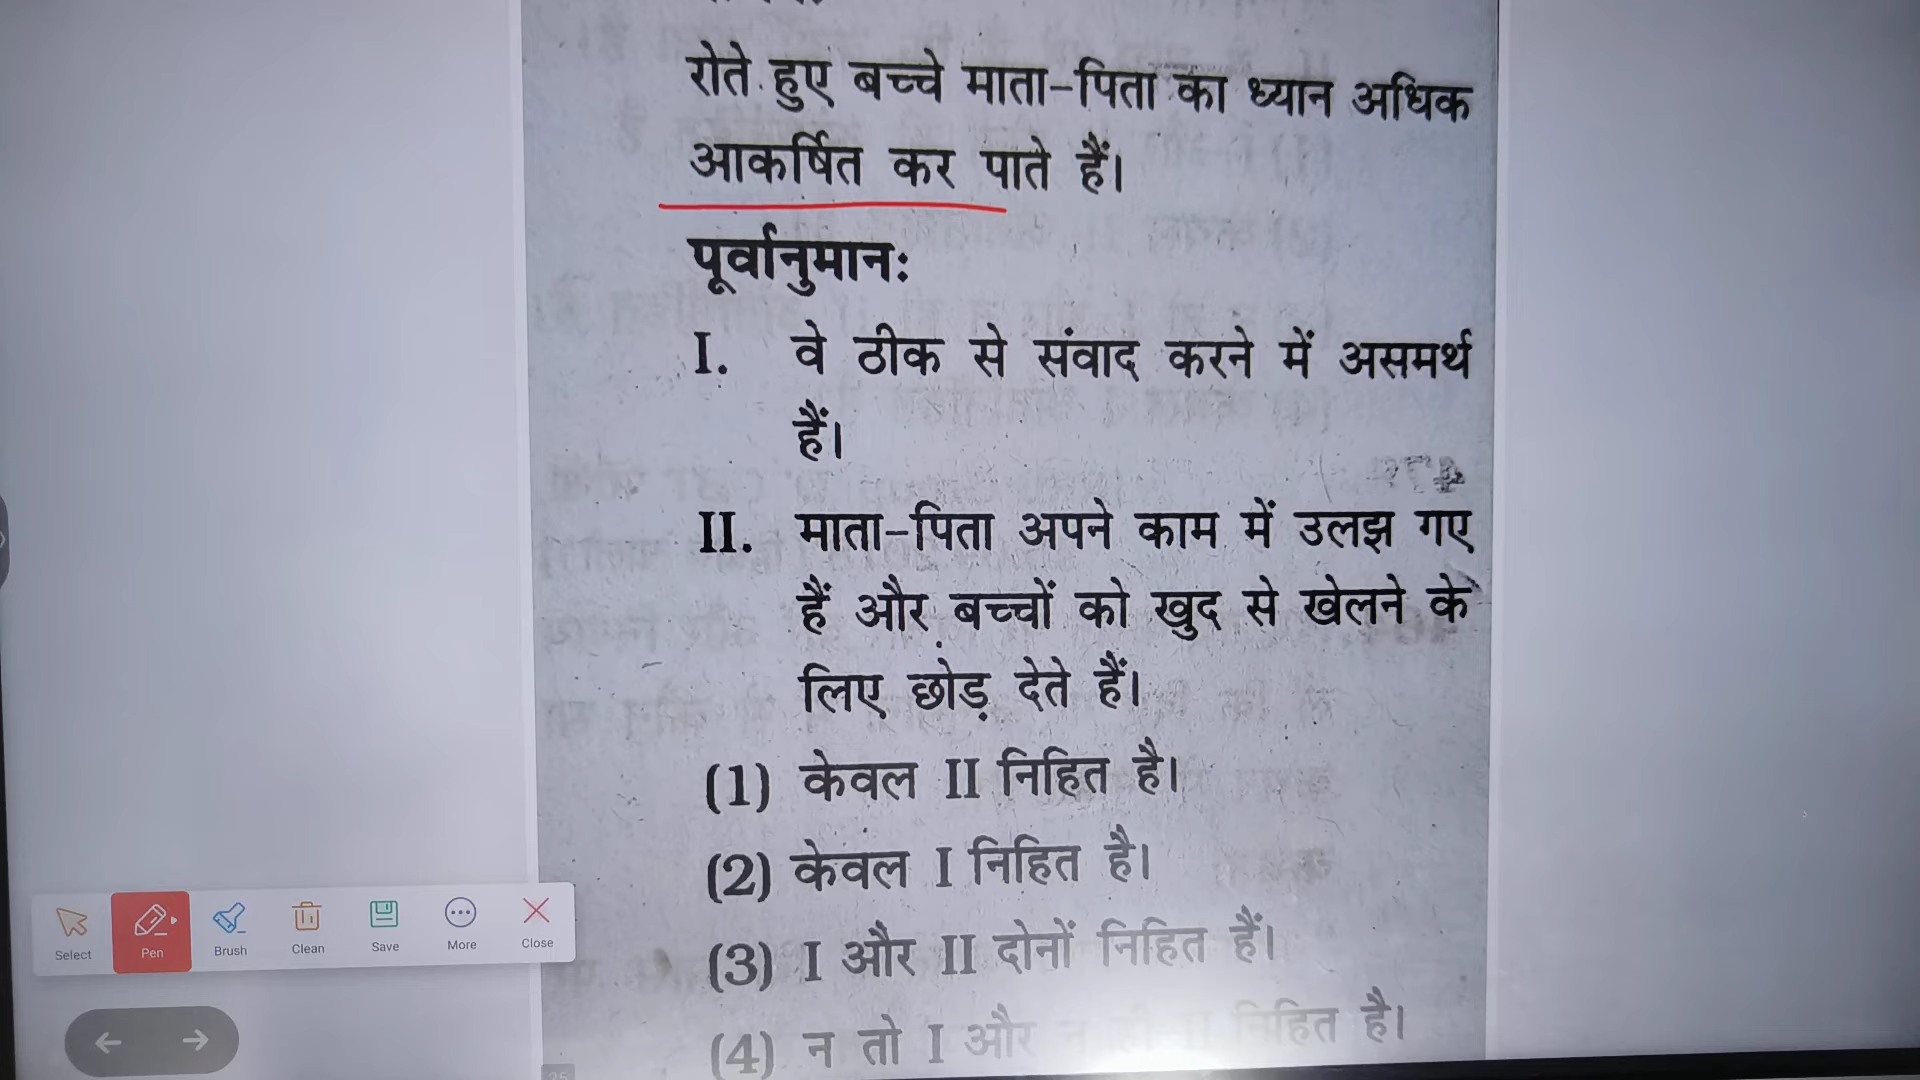 रोते हुए बच्चे माता-पिता का ध्यान अधिक
आकर्षित कर पाते हैं।
पूर्वानुमानः
I. वे ठीक से संवाद करने में असमर्थ
हैं।
II. माता-पिता अपने काम में उलझ गए
हैं और बच्चों को खुद से खेलने के
लिए छोड़ देते हैं।
(1) केवल II निहित है।
(2) केवल I निहित है।
(3) I और II दोनों निहित हैं।
(4) न तो I और न ही II निहित है।
Select Pen Brush Clean Save More Close